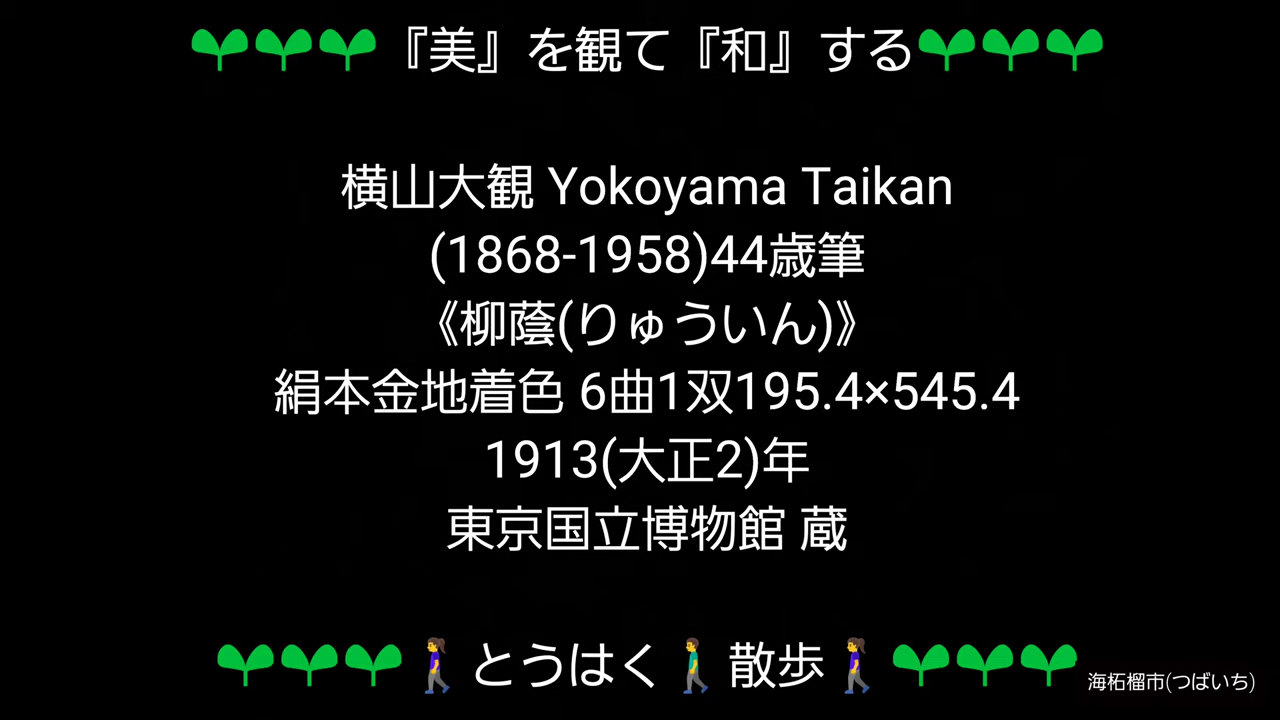 🌱🌱🌱『美』を観て『和』する🌱🌱🌱
横山大観 Yokoyama Taikan
(1868-1958)44歳筆
《柳蔭(りゅういん)》
絹本金地着色 6曲1双195.4×545.4
1913(大正2)年
東京国立博物館 蔵
🌱🌱🌱🚶‍♀️とうはく🚶‍♂️散歩🚶‍♀️🌱🌱🌱
海柘榴市(つばいち)